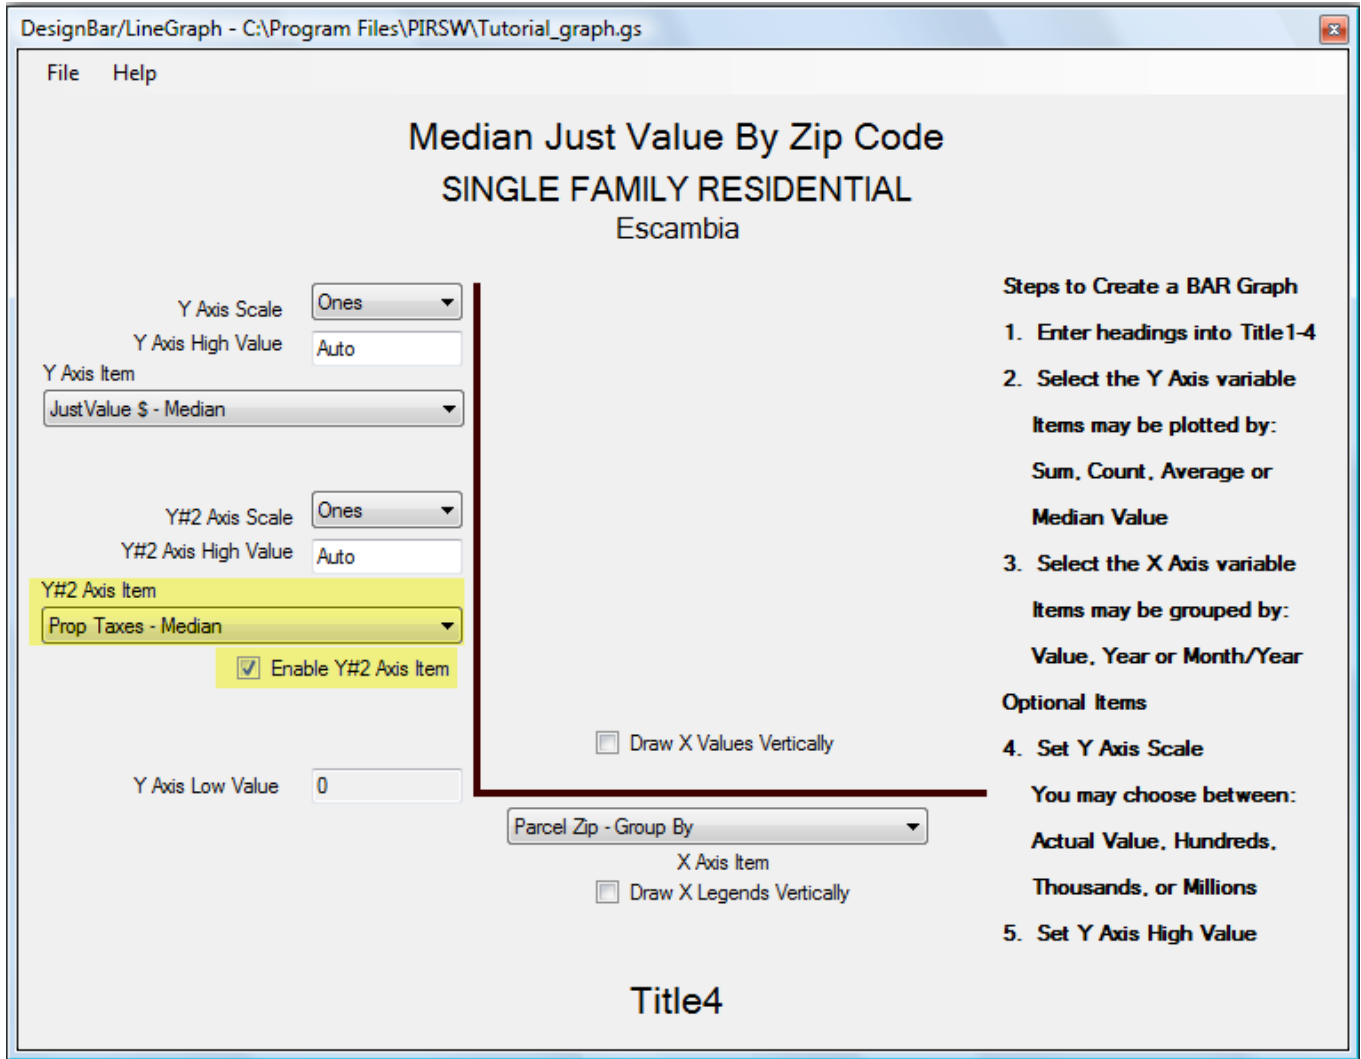 DesignBar/LineGraph - C:\Program Files\PIRSW\Tutorial_graph.gs
File Help
Median Just Value By Zip Code
SINGLE FAMILY RESIDENTIAL
Escambia
Y Axis Scale Ones
Y Axis High Value Auto
Y Axis Item
JustValue $ - Median
Y#2 Axis Scale Ones
Y#2 Axis High Value Auto
Y#2 Axis Item
Prop Taxes - Median
Enable Y#2 Axis Item
Draw X Values Vertically
Y Axis Low Value 0
Parcel Zip - Group By
X Axis Item
Draw X Legends Vertically
Steps to Create a BAR Graph
1. Enter headings into Title1-4
2. Select the Y Axis variable
Items may be plotted by:
Sum, Count, Average or
Median Value
3. Select the X Axis variable
Items may be grouped by:
Value, Year or Month/Year
Optional Items
4. Set Y Axis Scale
You may choose between:
Actual Value, Hundreds,
Thousands, or Millions
5. Set Y Axis High Value
Title4